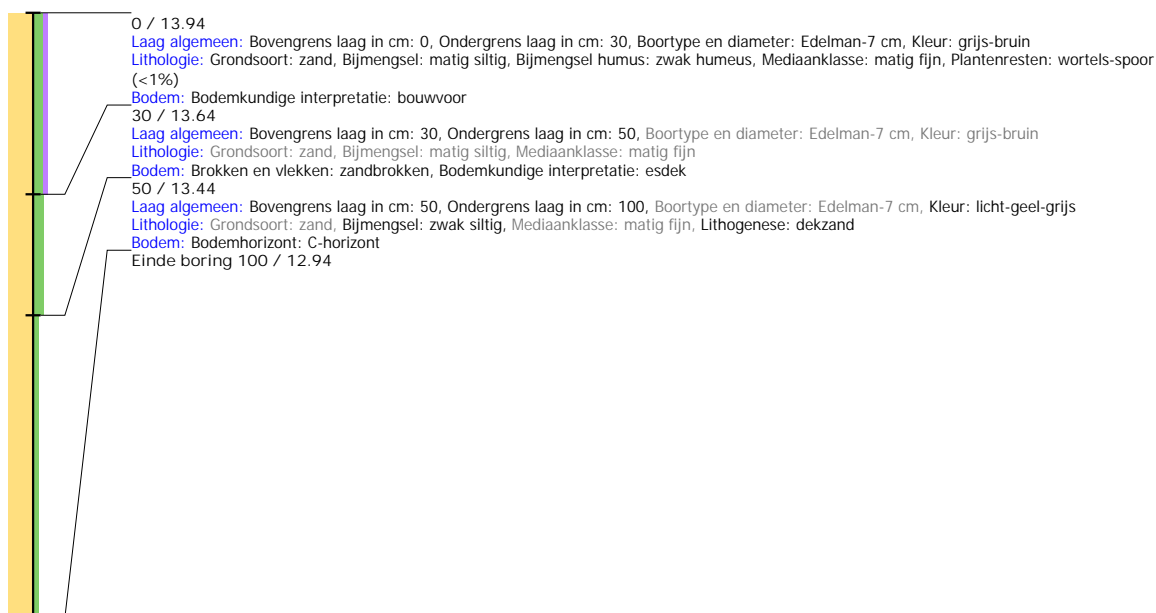 0 / 13.94
Laag algemeen: Bovengrens laag in cm: 0, Ondergrens laag in cm: 30, Boortype en diameter: Edelman-7 cm, Kleur: grijs-bruin
Lithologie: Grondsoort: zand, Bijmengsel: matig siltig, Bijmengsel humus: zwak humeus, Mediaanklasse: matig fijn, Plantenresten: wortels-spoor
(<1%)
Bodem: Bodemkundige interpretatie: bouwvoor
30 / 13.64
Laag algemeen: Bovengrens laag in cm: 30, Ondergrens laag in cm: 50, Boortype en diameter: Edelman-7 cm, Kleur: grijs-bruin
Lithologie: Grondsoort: zand, Bijmengsel: matig siltig, Mediaanklasse: matig fijn
Bodem: Brokken en vlekken: zandbrokken, Bodemkundige interpretatie: esdek
50 / 13.44
Laag algemeen: Bovengrens laag in cm: 50, Ondergrens laag in cm: 100, Boortype en diameter: Edelman-7 cm, Kleur: licht-geel-grijs
Lithologie: Grondsoort: zand, Bijmengsel: zwak siltig, Mediaanklasse: matig fijn, Lithogenese: dekzand
Bodem: Bodemhorizont: C-horizont
Einde boring 100 / 12.94